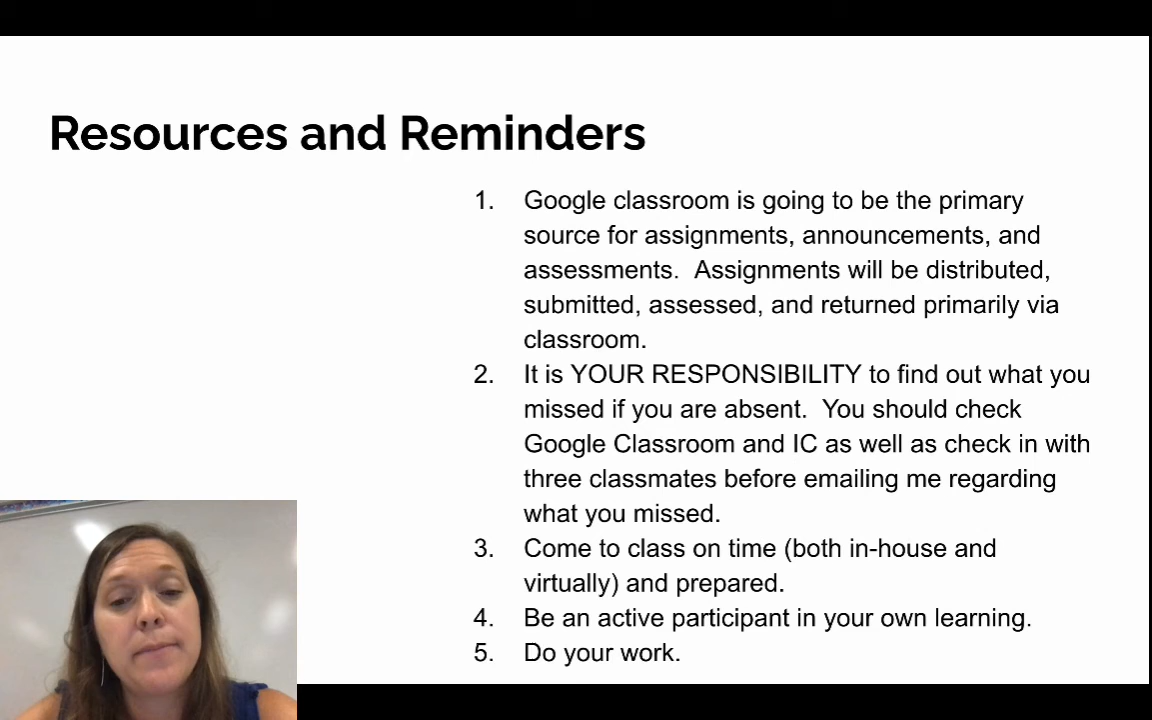 Resources and Reminders
1. Google classroom is going to be the primary
source for assignments, announcements, and
assessments.  Assignments will be distributed,
submitted, assessed, and returned primarily via
classroom.
2. It is YOUR RESPONSIBILITY to find out what you
missed if you are absent.  You should check
Google Classroom and IC as well as check in with
three classmates before emailing me regarding
what you missed.
3. Come to class on time (both in-house and
virtually) and prepared.
4. Be an active participant in your own learning.
5. Do your work.